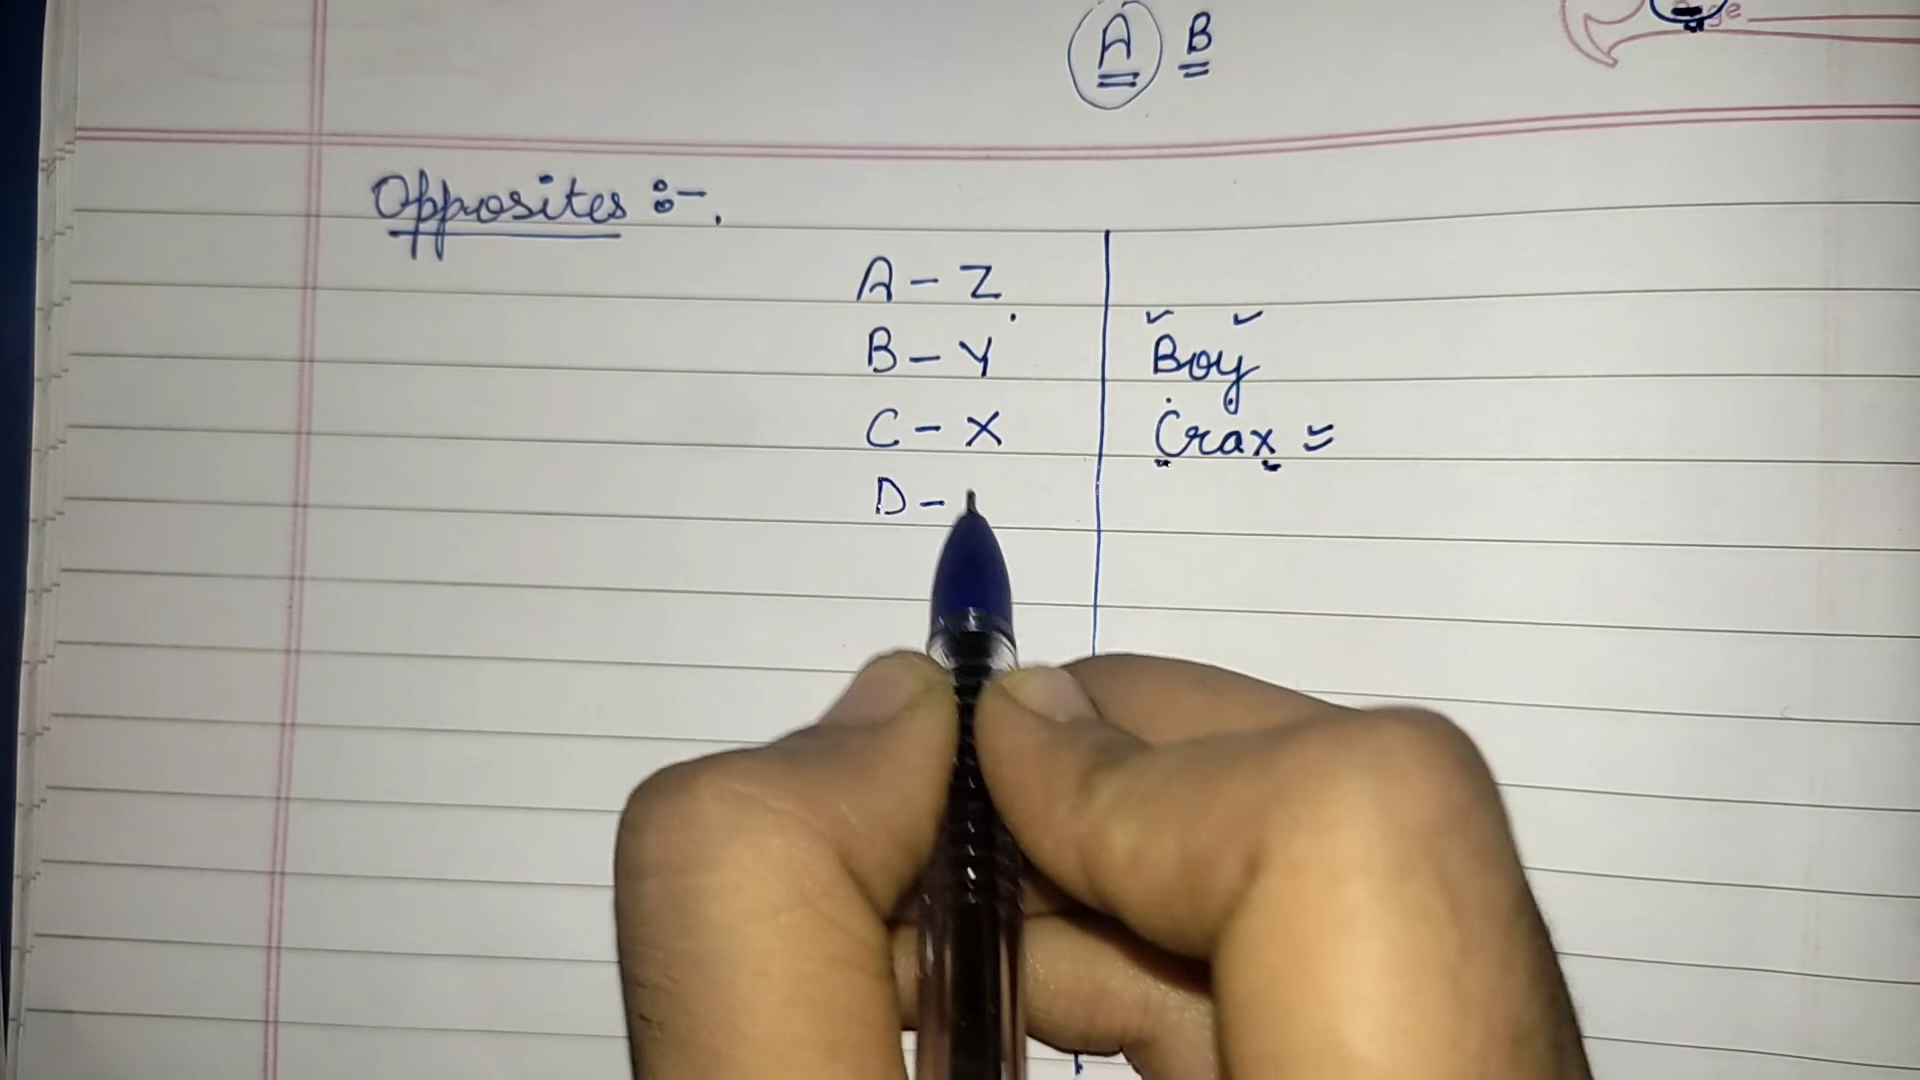 A B
Opposites :-
A - Z
B - Y Boy
C - X Crax
D -